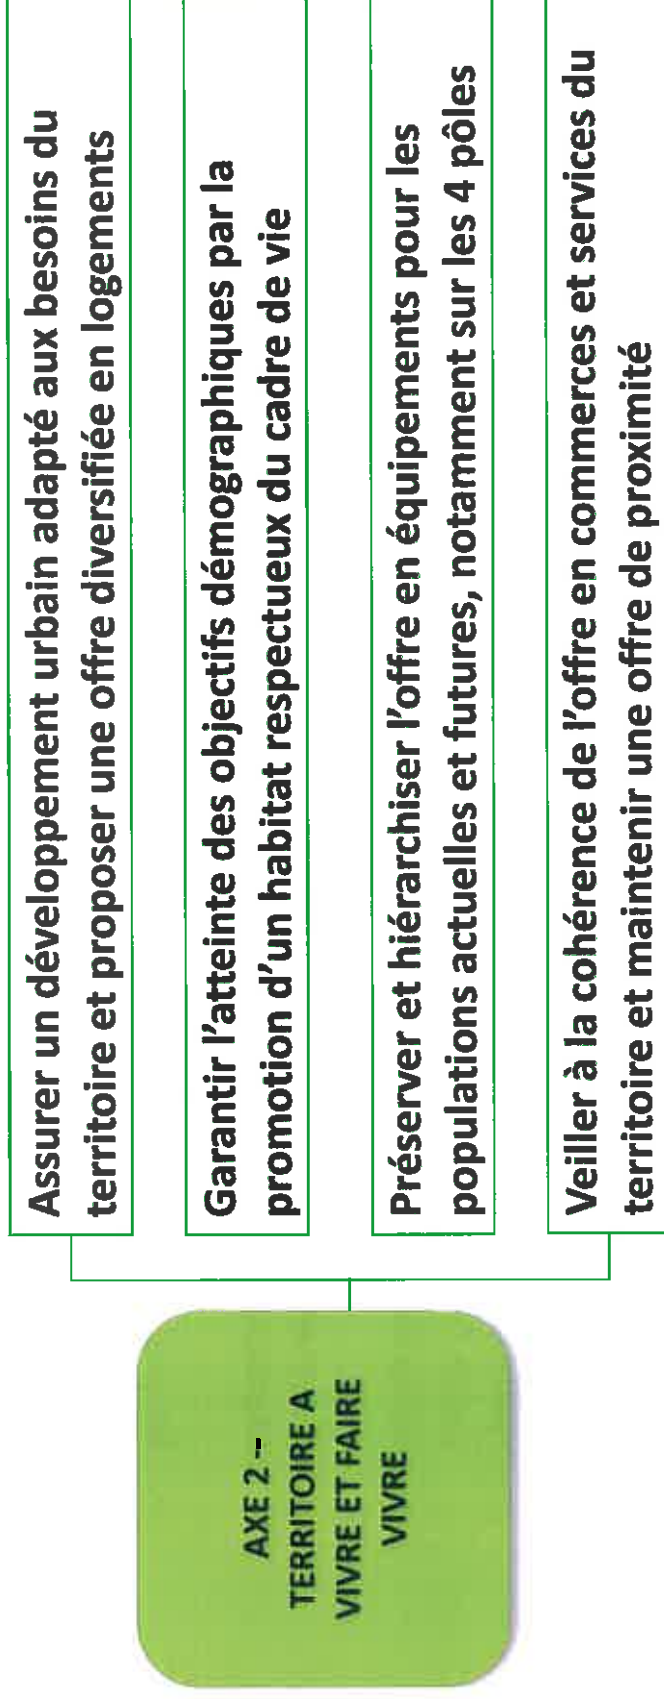 AXE 2 –
TERRITOIRE A
VIVRE ET FAIRE
VIVRE
Assurer un développement urbain adapté aux besoins du
territoire et proposer une offre diversifiée en logements
Garantir l’atteinte des objectifs démographiques par la
promotion d’un habitat respectueux du cadre de vie
Préserver et hiérarchiser l’offre en équipements pour les
populations actuelles et futures, notamment sur les 4 pôles
Veiller à la cohérence de l’offre en commerces et services du
territoire et maintenir une offre de proximité